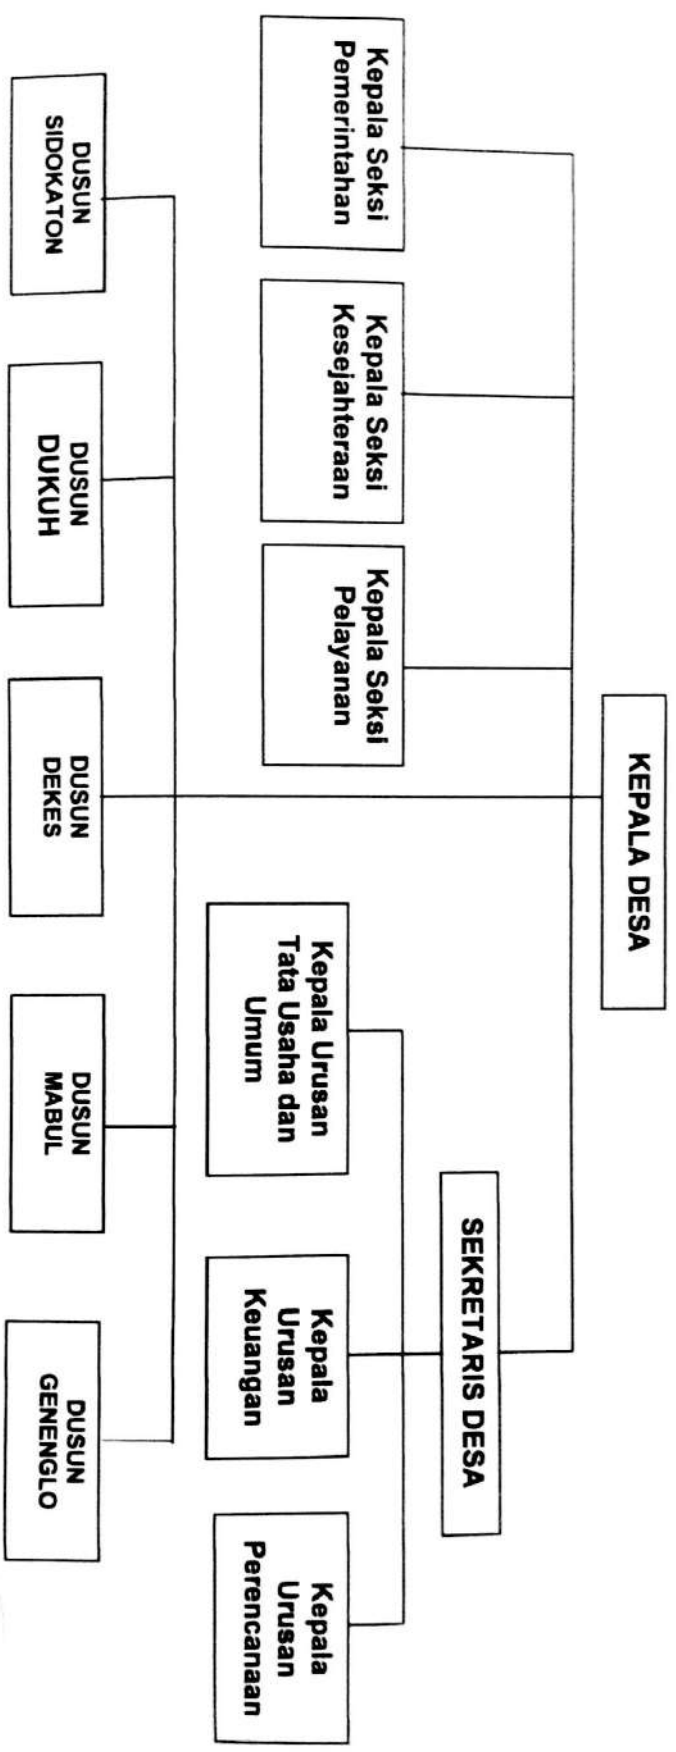 KEPALA DESA
SEKRETARIS DESA
Kepala Seksi
Pemerintahan
Kepala Seksi
Kesejahteraan
Kepala Seksi
Pelayanan
Kepala Urusan
Tata Usaha dan
Umum
Kepala
Urusan
Keuangan
Kepala
Urusan
Perencanaan
DUSUN
SIDOKATON
DUSUN
DUKUH
DUSUN
DEKES
DUSUN
MABUL
DUSUN
GENENGLO